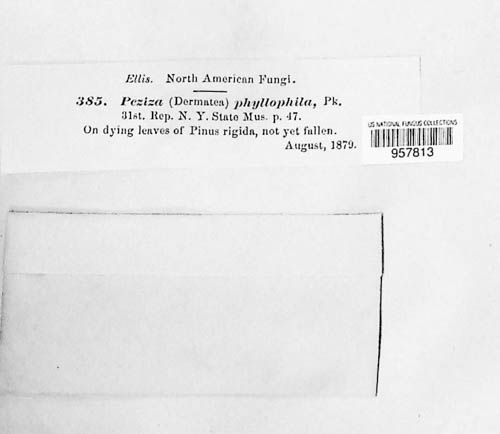 Ellis. North American Fungi.
385. Peziza (Dermatea) phyllophila, Pk.
31st. Rep. N. Y. State Mus. p. 47.
On dying leaves of Pinus rigida, not yet fallen.
August, 1879.
US NATIONAL FUNGUS COLLECTIONS
957813